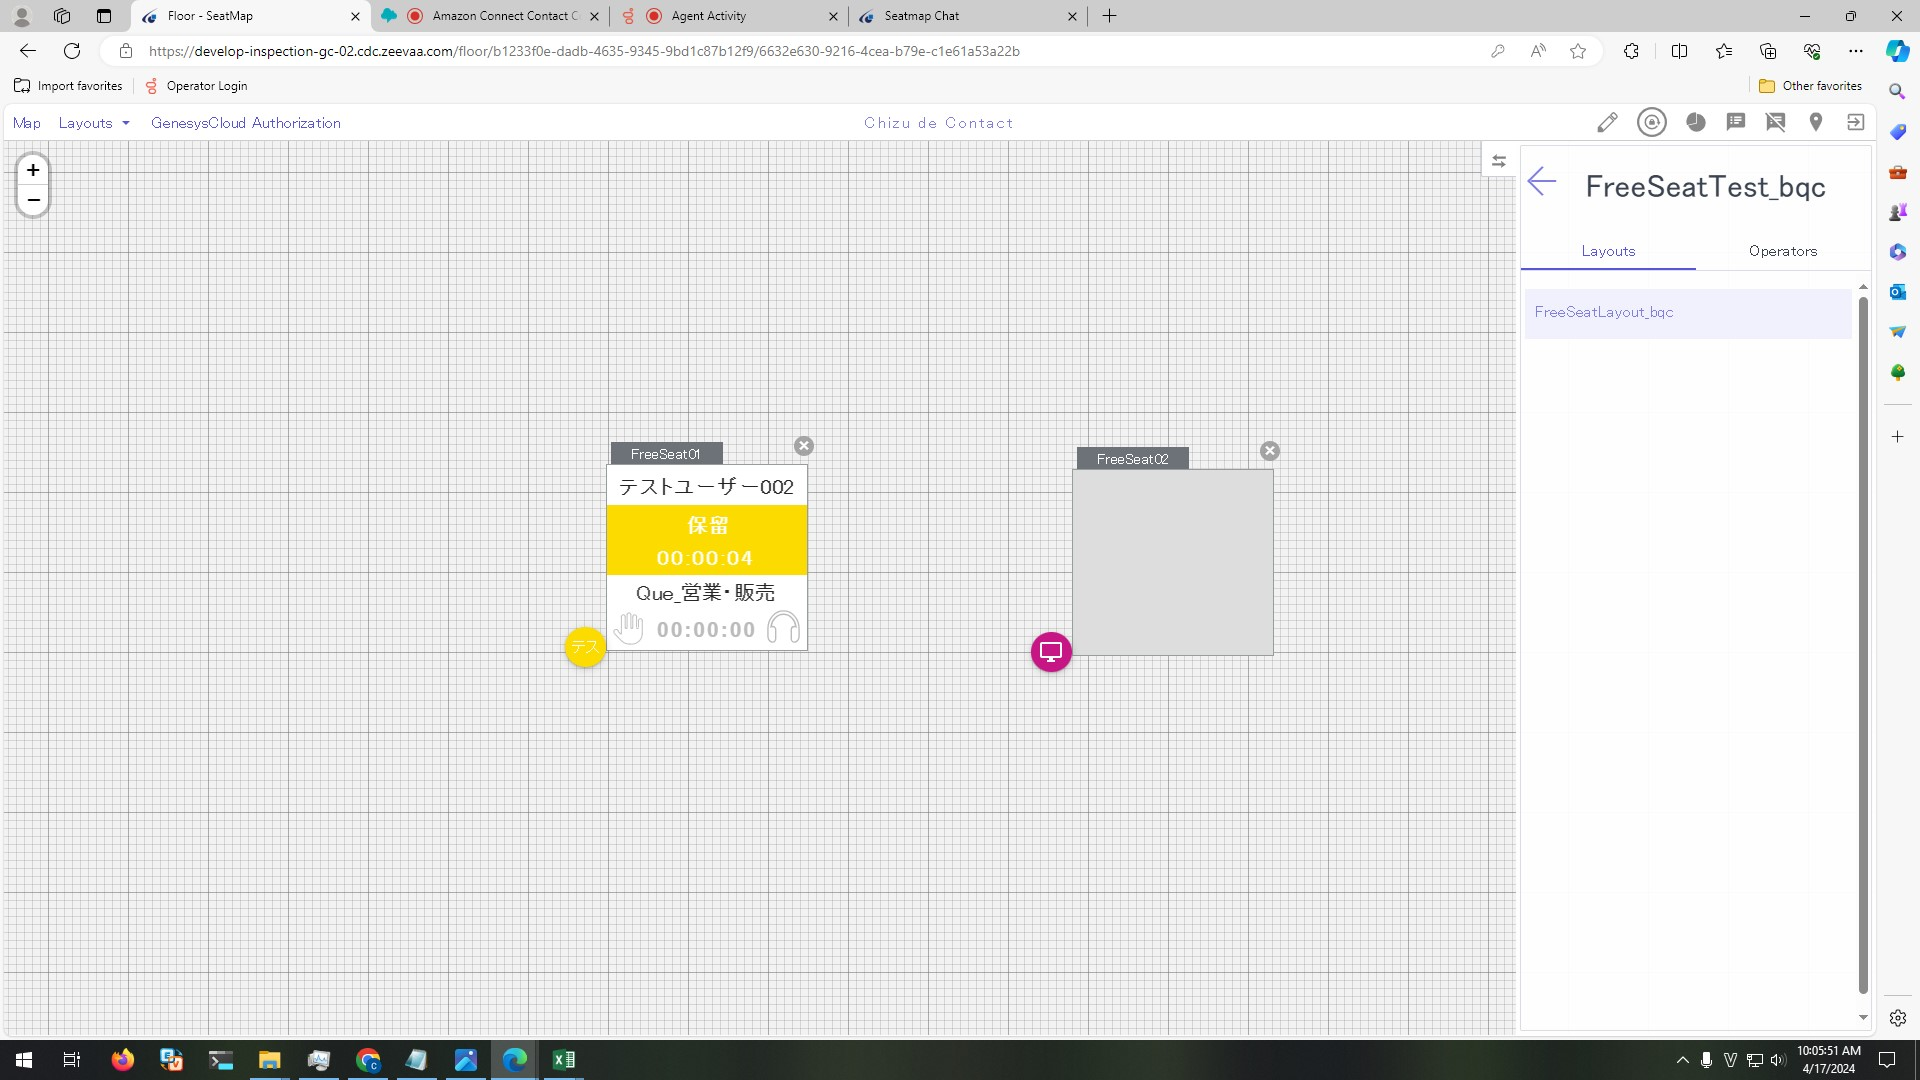 Floor - SeatMap
Amazon Connect Contact C
Agent Activity
Seatmap Chat
https://develop-inspection-gc-02.cdc.zeevaa.com/floor/b1233f0e-dadb-4635-9345-9bd1c87b12f9/6632e630-9216-4cea-b79e-c1e61a53a22b
Import favorites
Operator Login
Other favorites
Map
Layouts
GenesysCloud Authorization
Chizu de Contact
+
−
FreeSeatTest_bqc
Layouts
Operators
FreeSeatLayout_bqc
FreeSeat01
テストユーザー002
保留
00:00:04
Que_営業・販売
00:00:00
テス
FreeSeat02
10:05:51 AM
4/17/2024